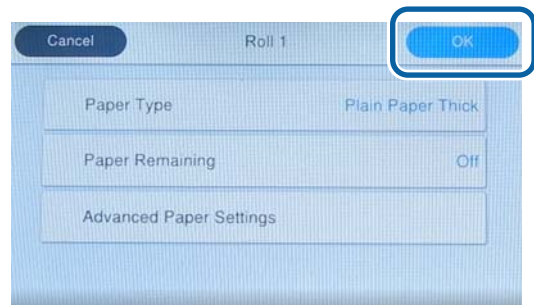 Cancel Roll 1 OK
Paper Type Plain Paper Thick
Paper Remaining Off
Advanced Paper Settings